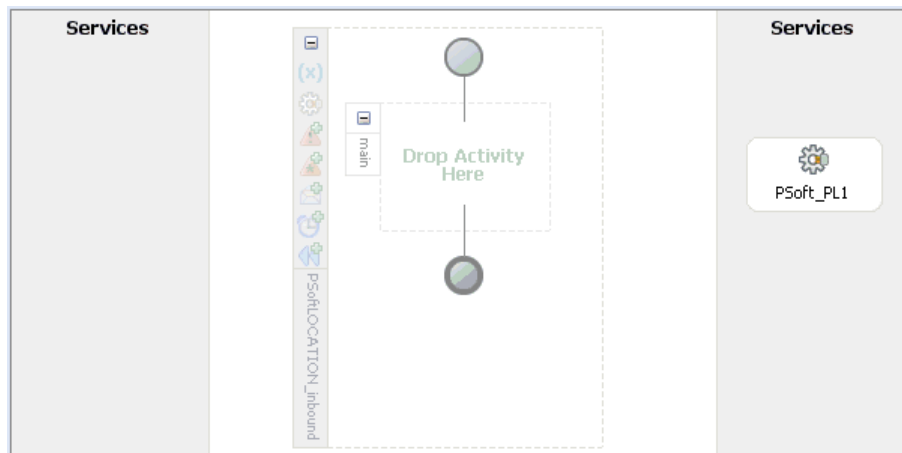 Services
Services
(x)
main
Drop Activity
Here
PSoft_PL1
PSoftLOCATION_inbound